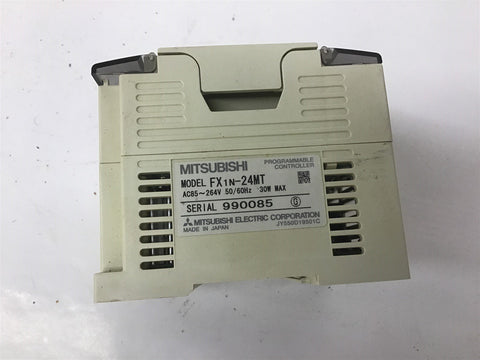 MITSUBISHI PROGRAMMABLE CONTROLLER
MODEL FX1N-24MT
AC85~264V 50/60Hz 30W MAX
SERIAL 990085 G
MITSUBISHI ELECTRIC CORPORATION
MADE IN JAPAN JY550D19501C